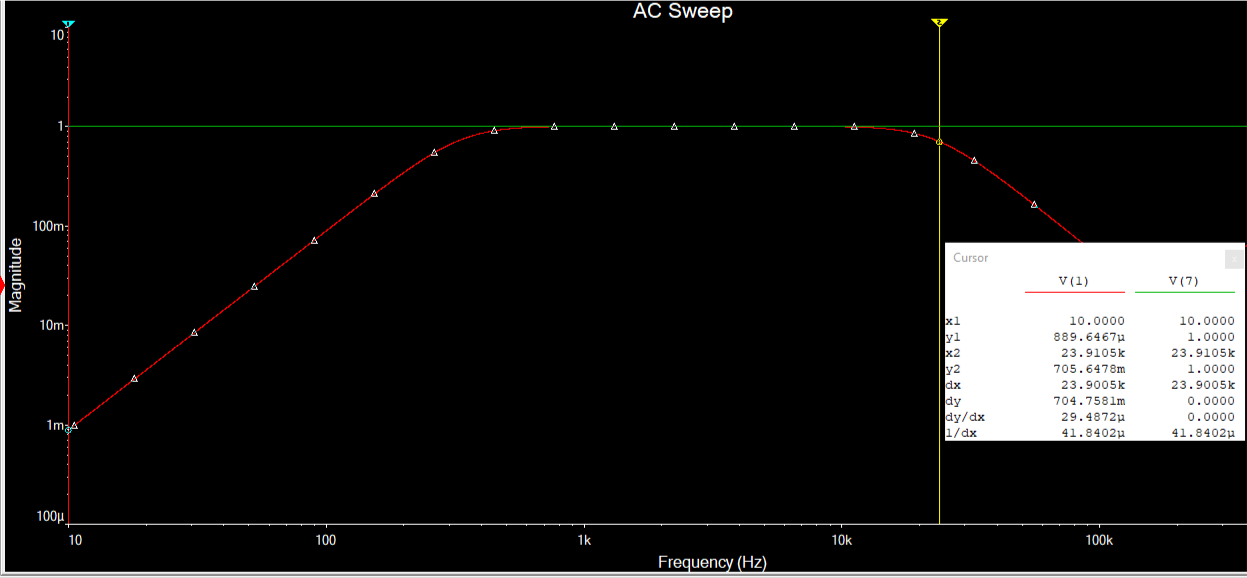 AC Sweep
10
1
100m
10m
1m
100µ
Magnitude
10
100
1k
10k
100k
Frequency (Hz)
1
2
Cursor
V(1) V(7)
x1 10.0000 10.0000
y1 889.6467µ 1.0000
x2 23.9105k 23.9105k
y2 705.6478m 1.0000
dx 23.9005k 23.9005k
dy 704.7581m 0.0000
dy/dx 29.4872µ 0.0000
1/dx 41.8402µ 41.8402µ